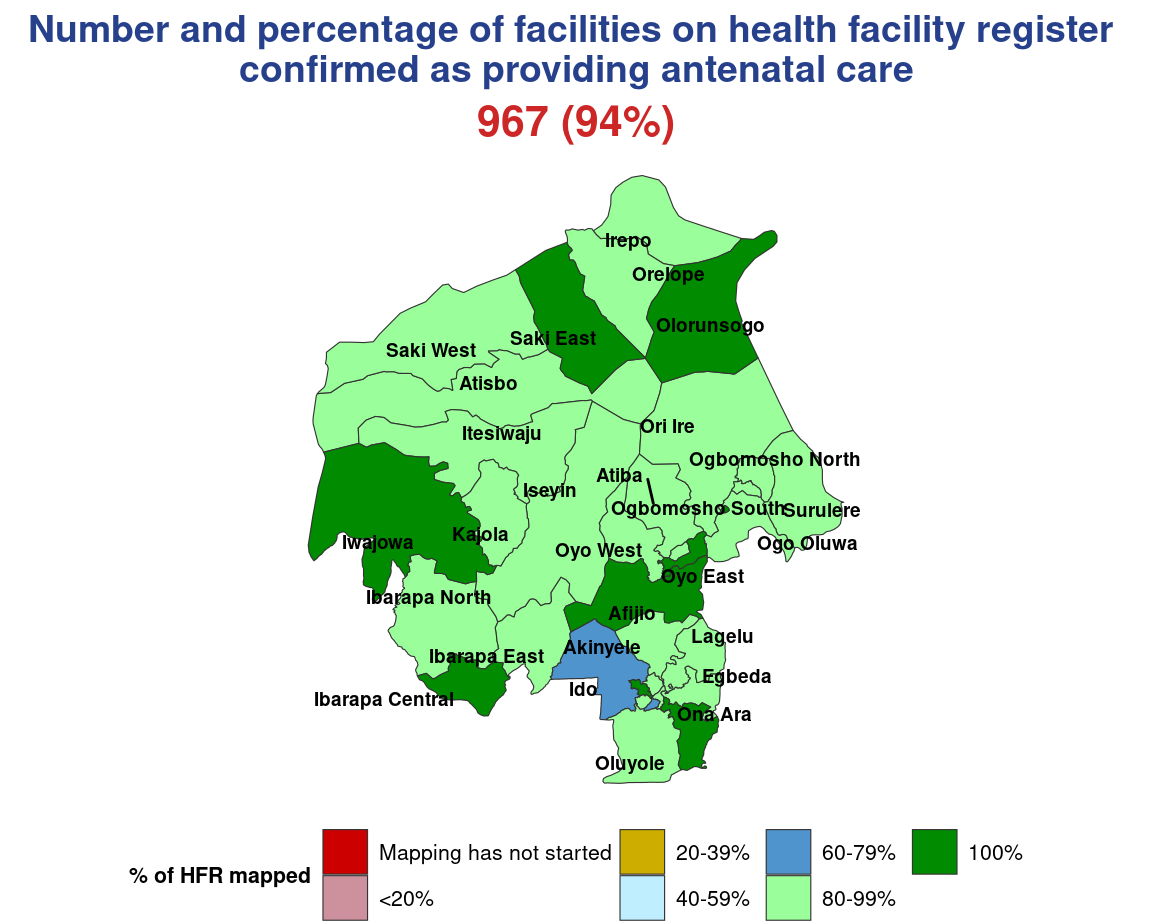 Number and percentage of facilities on health facility register
confirmed as providing antenatal care
967 (94%)
Irepo
Orelope
Olorunsogo
Saki East
Saki West
Atisbo
Ori Ire
Itesiwaju
Ogbomosho North
Atiba
Iseyin
Ogbomosho South
Surulere
Kajola
Iwajowa
Ogo Oluwa
Oyo West
Oyo East
Ibarapa North
Afijio
Lagelu
Akinyele
Ibarapa East
Egbeda
Ido
Ibarapa Central
Ona Ara
Oluyole
% of HFR mapped
Mapping has not started
<20%
20-39%
40-59%
60-79%
80-99%
100%